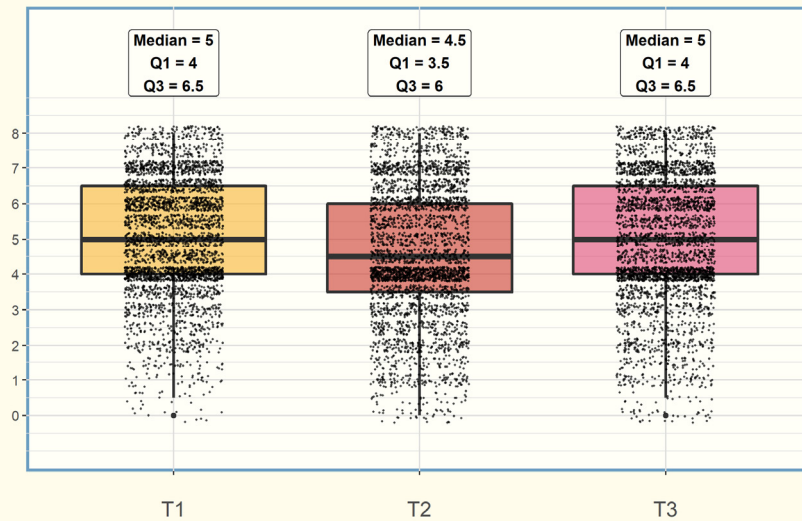 Median = 5
Q1 = 4
Q3 = 6.5
Median = 4.5
Q1 = 3.5
Q3 = 6
Median = 5
Q1 = 4
Q3 = 6.5
8
7
6
5
4
3
2
1
0
T1
T2
T3